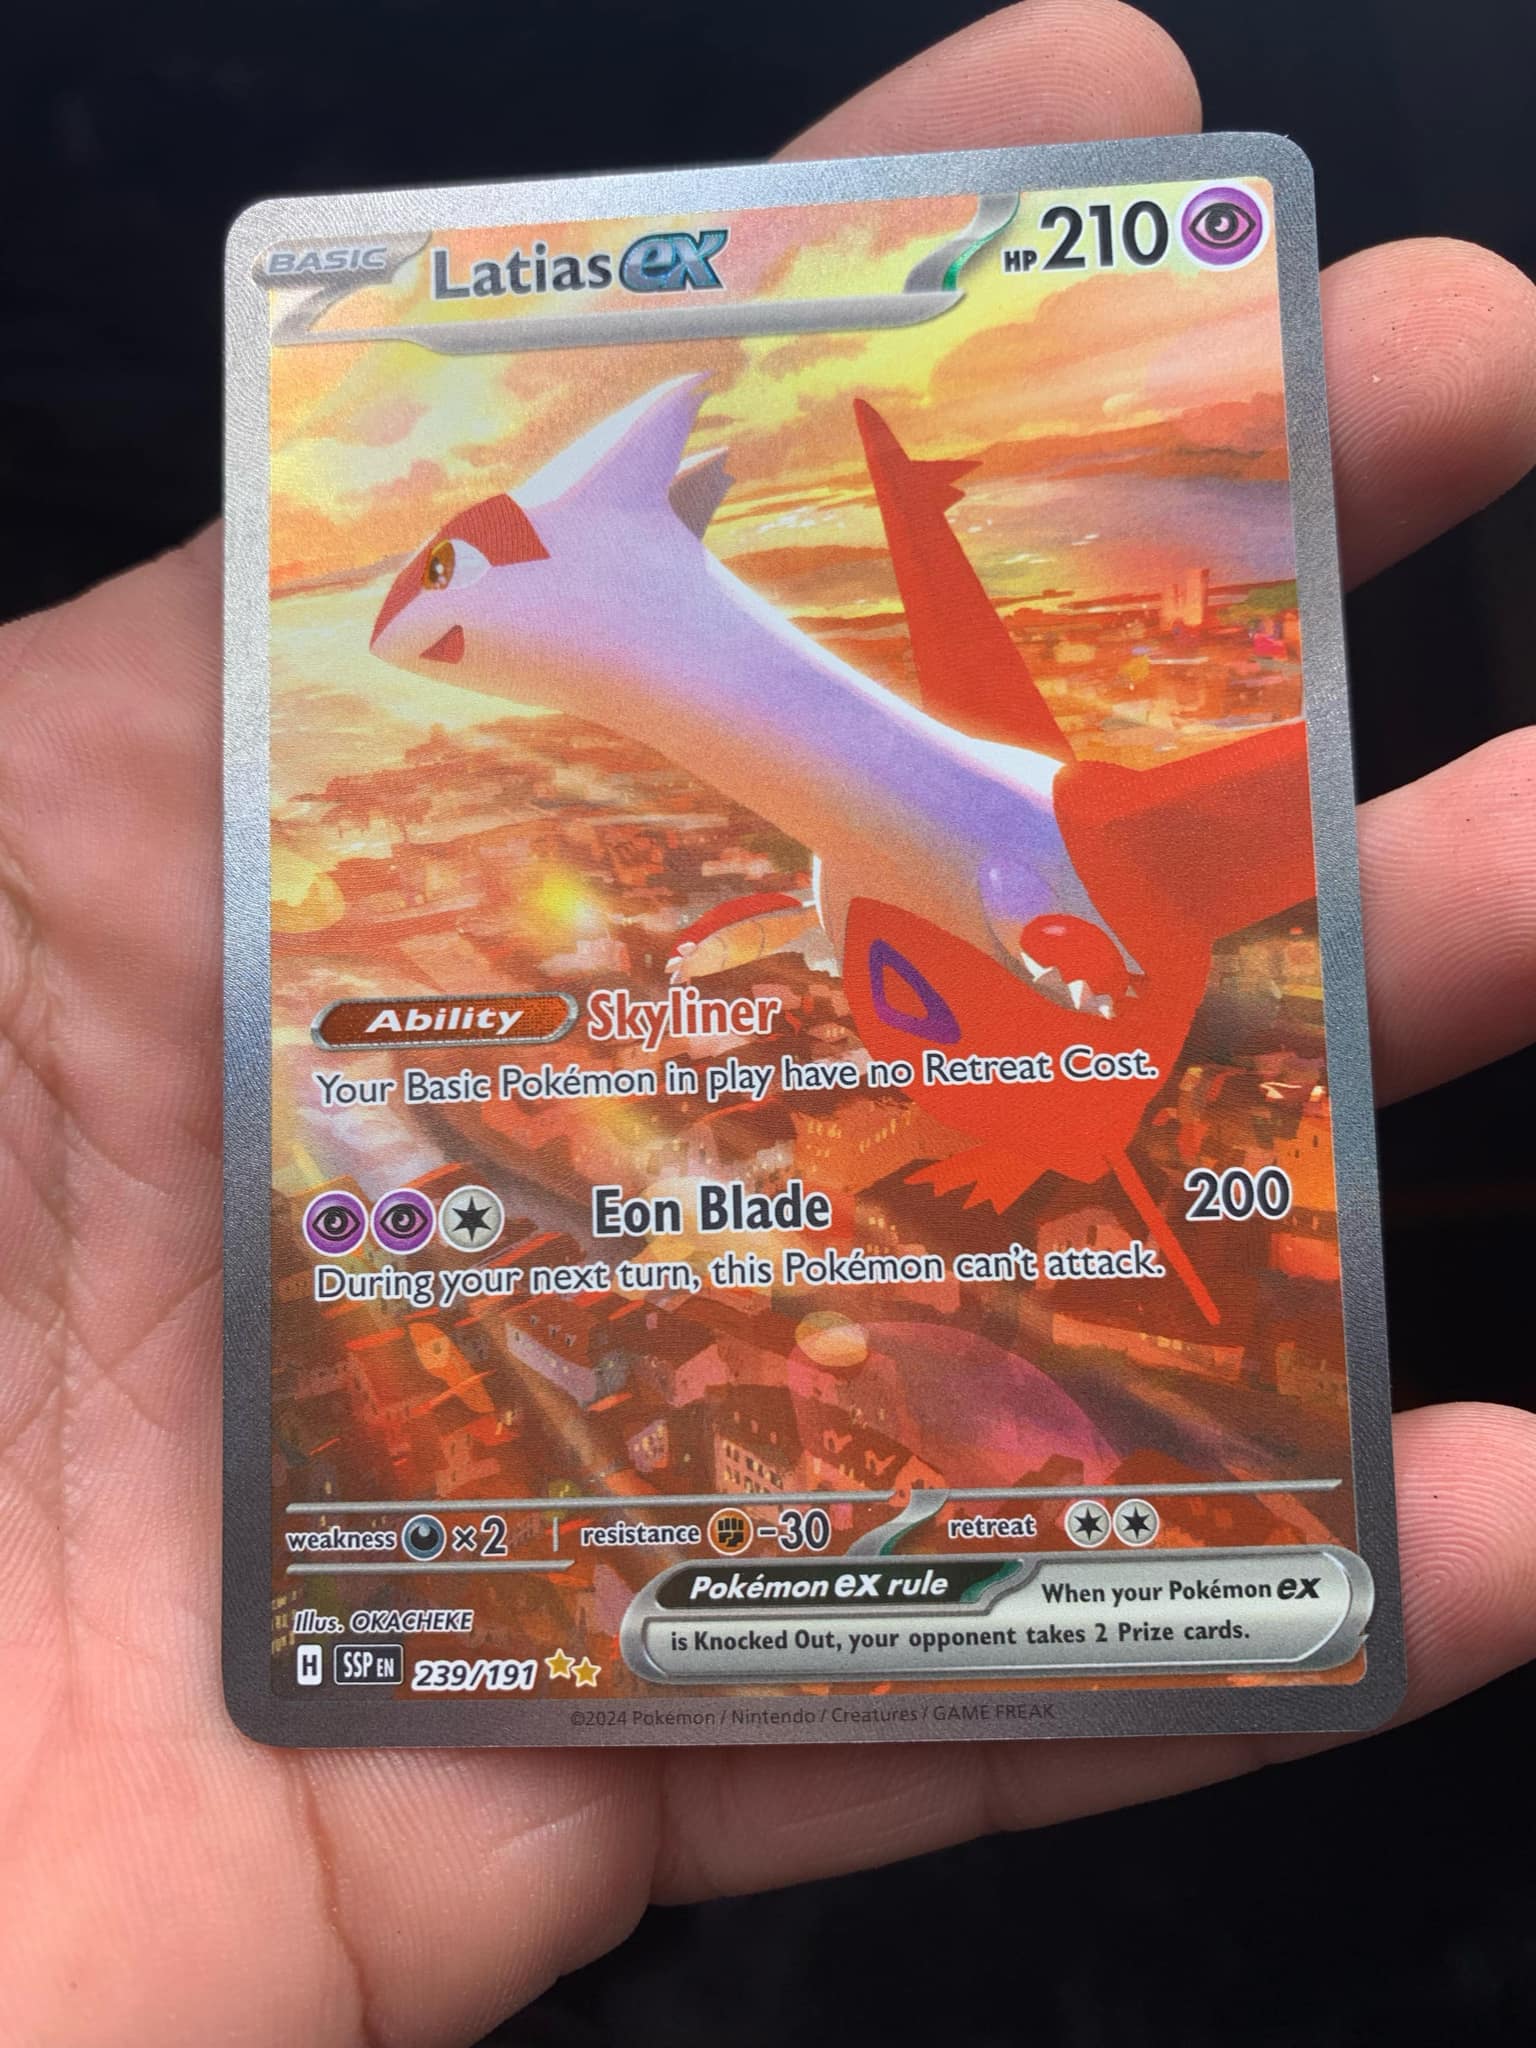 BASIC Latias ex HP 210
Ability Skyliner
Your Basic Pokémon in play have no Retreat Cost.
Eon Blade 200
During your next turn, this Pokémon can't attack.
weakness ×2 resistance -30 retreat
Pokémon ex rule When your Pokémon ex
is Knocked Out, your opponent takes 2 Prize cards.
Illus. OKACHEKE
H SSP EN 239/191
©2024 Pokémon / Nintendo / Creatures / GAME FREAK